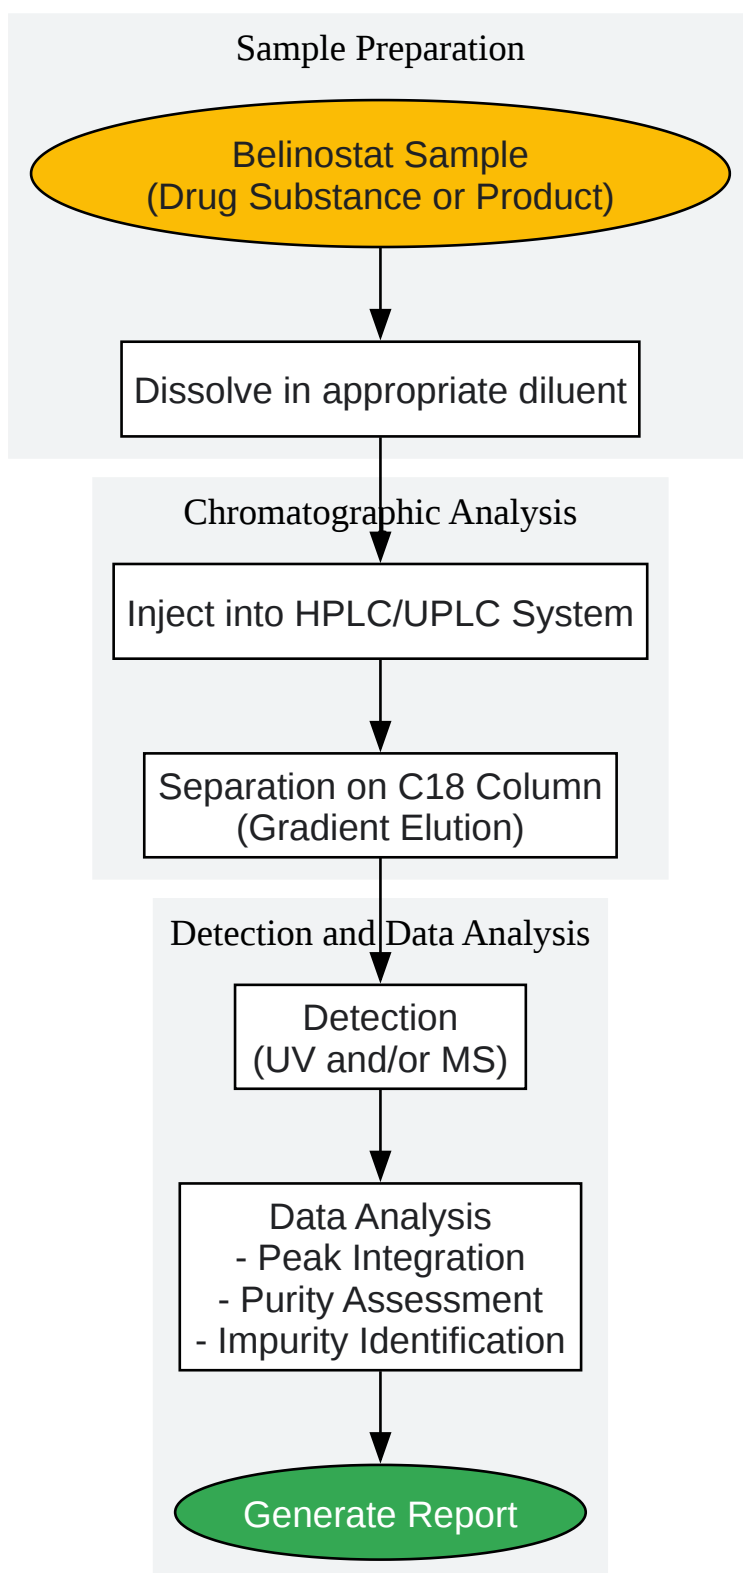 Sample Preparation
Belinostat Sample
(Drug Substance or Product)
Dissolve in appropriate diluent
Chromatographic Analysis
Inject into HPLC/UPLC System
Separation on C18 Column
(Gradient Elution)
Detection and Data Analysis
Detection
(UV and/or MS)
Data Analysis
- Peak Integration
- Purity Assessment
- Impurity Identification
Generate Report